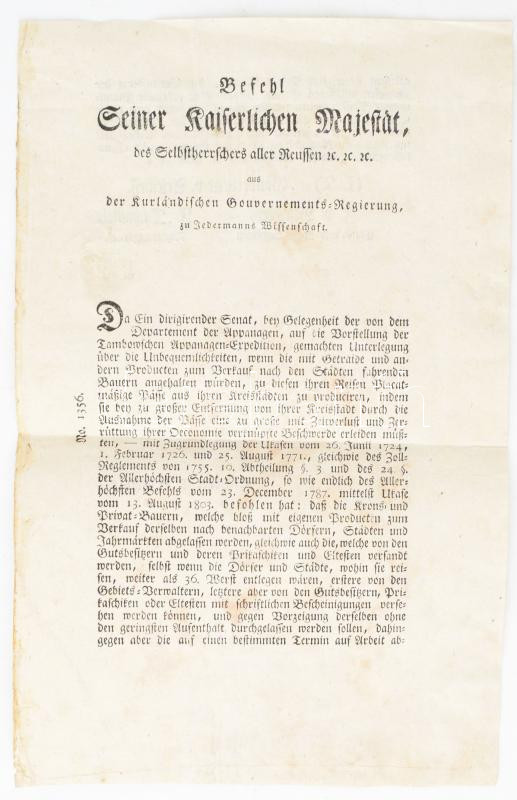 Befehl
Seiner Kaiserlichen Majestät,
des Selbstherrschers aller Reussen ꝛc. ꝛc. ꝛc.
aus
der Kurländischen Gouvernements-Regierung,
zu Jedermanns Wissenschaft.
No. 1356.
Da Ein dirigirender Senat, bey Gelegenheit der von dem
Departement der Appanagen, auf die Vorstellung der
Tambowschen Appanagen-Expedition, gemachten Unterlegung
über die Unbequemlichkeiten, wenn die mit Getraide und an-
dern Producten zum Verkauf nach den Städten fahrenden
Bauern angehalten würden, zu diesen ihren Reisen Placat-
mäßige Pässe aus ihren Kreisstädten zu produciren, indem
sie bey zu großer Entfernung von ihrer Kreisstadt durch die
Ausnahme der Pässe eine zu große mit Zeitverlust und Zer-
rüttung ihrer Oeconomie verknüpfte Beschwerde erleiden müß-
ten, — mit Zugrundlegung der Ukasen vom 26. Junii 1724,
1. Februar 1726. und 25. August 1771., gleichwie des Zoll-
Reglements von 1755. 10. Abtheilung §. 3 und des 24. §.
der Allerhöchsten Stadt-Ordnung, so wie endlich des Aller-
höchsten Befehls vom 23. December 1787. mittelst Ukase
vom 13. August 1803. befohlen hat: daß die Krons- und
Privat-Bauern, welche bloß mit eigenen Producten zum
Verkauf derselben nach benachbarten Dörfern, Städten und
Jahrmärkten abgelassen werden, gleichwie auch die, welche von den
Gutsbesitzern und deren Prikaschiken und Eltesten versandt
werden, selbst wenn die Dörfer und Städte, wohin sie rei-
sen, weiter als 36. Werst entlegen wären, erstere von den
Gebiets-Verwaltern, letztere aber von den Gutsbesitzern, Pri-
kaschiken oder Eltesten mit schriftlichen Bescheinigungen verse-
hen werden können, und gegen Vorzeigung derselben ohne
den geringsten Aufenthalt durchgelassen werden sollen, dahin-
gegen aber die auf einen bestimmten Termin auf Arbeit ab-